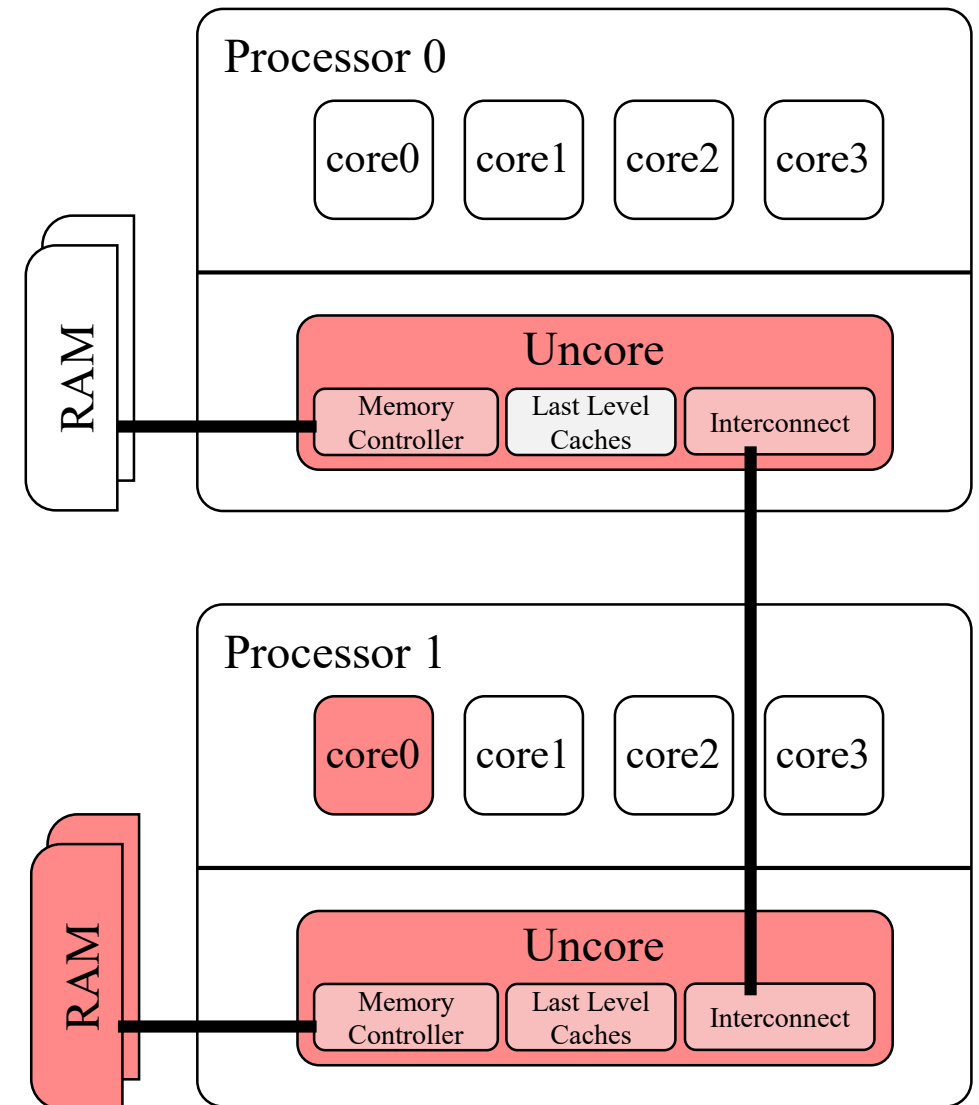 Processor 0
core0 core1 core2 core3
RAM
Uncore
Memory
Controller
Last Level
Caches
Interconnect
Processor 1
core0 core1 core2 core3
RAM
Uncore
Memory
Controller
Last Level
Caches
Interconnect